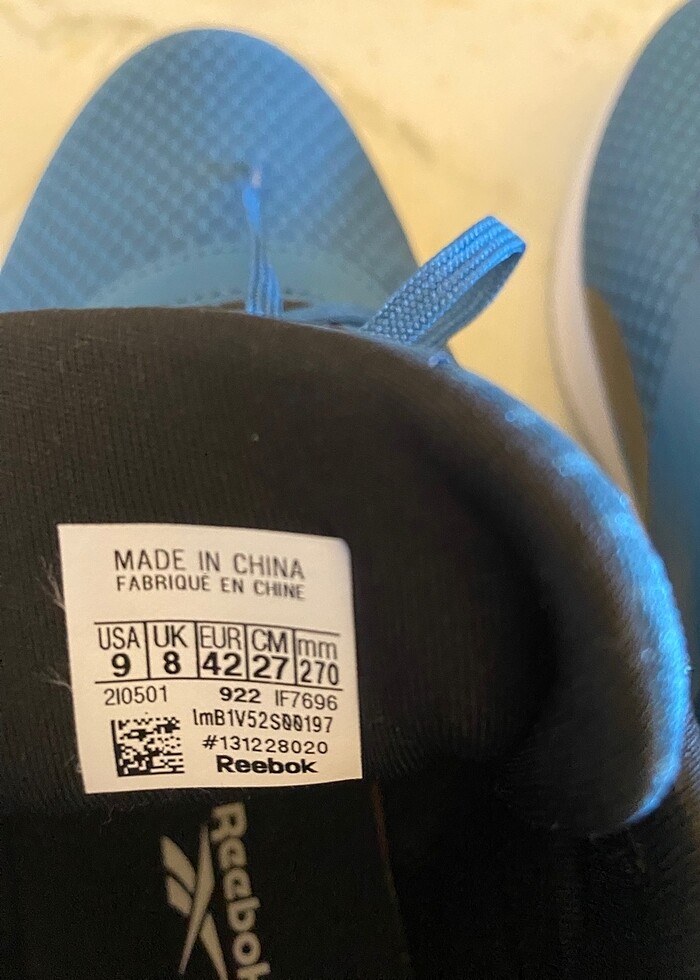 MADE IN CHINA
FABRIQUÉ EN CHINE
USA UK EUR CM mm
9 8 42 27 270
2I0501 922 IF7696
lmB1V52S00197
#131228020
Reebok
Reebok